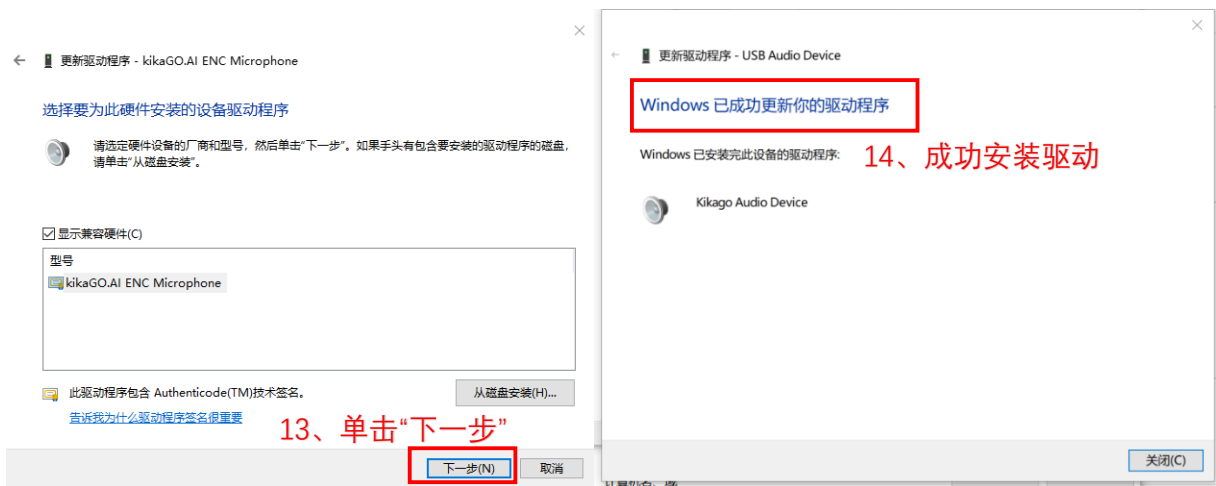 更新驱动程序 - kikaGO.AI ENC Microphone
选择要为此硬件安装的设备驱动程序
请选定硬件设备的厂商和型号，然后单击“下一步”。如果手头有包含要安装的驱动程序的磁盘，
请单击“从磁盘安装”。
显示兼容硬件(C)
型号
kikaGO.AI ENC Microphone
此驱动程序包含 Authenticode(TM)技术签名。
从磁盘安装(H)...
告诉我为什么驱动程序签名很重要
13、单击“下一步”
下一步(N)
取消
更新驱动程序 - USB Audio Device
Windows 已成功更新你的驱动程序
Windows 已安装完此设备的驱动程序:
14、成功安装驱动
Kikago Audio Device
关闭(C)